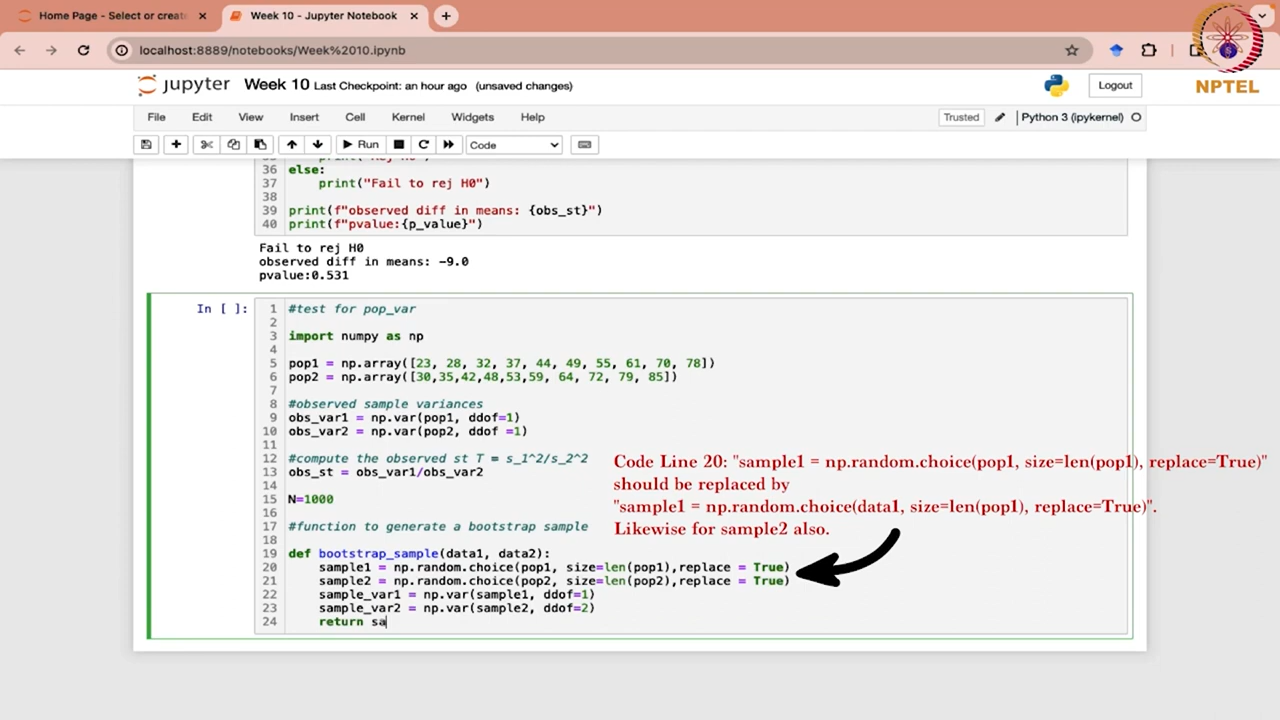 Home Page - Select or create
Week 10 - Jupyter Notebook
localhost:8889/notebooks/Week%2010.ipynb
NPTEL
jupyter Week 10 Last Checkpoint: an hour ago (unsaved changes)
Logout
File Edit View Insert Cell Kernel Widgets Help
Trusted Python 3 (ipykernel)
Run Code
36 else:
37 print("Fail to rej H0")
38
39 print(f"observed diff in means: {obs_st}")
40 print(f"pvalue:{p_value}")
Fail to rej H0
observed diff in means: -9.0
pvalue:0.531
In [ ]:
1 #test for pop_var
2
3 import numpy as np
4
5 pop1 = np.array([23, 28, 32, 37, 44, 49, 55, 61, 70, 78])
6 pop2 = np.array([30,35,42,48,53,59, 64, 72, 79, 85])
7
8 #observed sample variances
9 obs_var1 = np.var(pop1, ddof=1)
10 obs_var2 = np.var(pop2, ddof =1)
11
12 #compute the observed st T = s_1^2/s_2^2
13 obs_st = obs_var1/obs_var2
14
15 N=1000
16
17 #function to generate a bootstrap sample
18
19 def bootstrap_sample(data1, data2):
20 sample1 = np.random.choice(pop1, size=len(pop1),replace = True)
21 sample2 = np.random.choice(pop2, size=len(pop2),replace = True)
22 sample_var1 = np.var(sample1, ddof=1)
23 sample_var2 = np.var(sample2, ddof=2)
24 return sa
Code Line 20: "sample1 = np.random.choice(pop1, size=len(pop1), replace=True)"
should be replaced by
"sample1 = np.random.choice(data1, size=len(pop1), replace=True)".
Likewise for sample2 also.